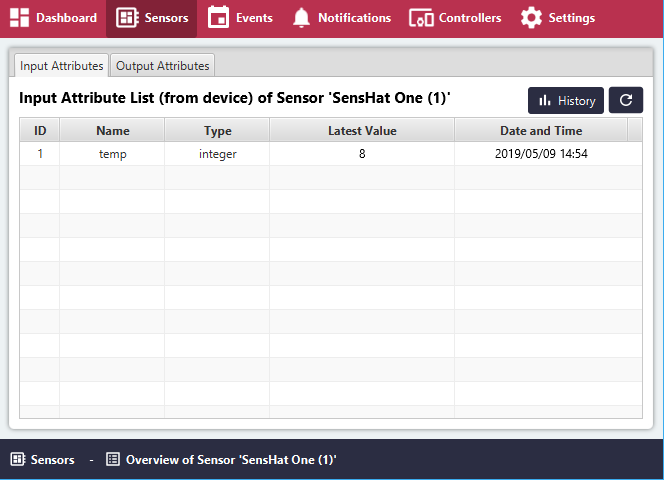 Dashboard Sensors Events Notifications Controllers Settings
Input Attributes Output Attributes
Input Attribute List (from device) of Sensor 'SensHat One (1)' History
ID Name Type Latest Value Date and Time
1 temp integer 8 2019/05/09 14:54
Sensors - Overview of Sensor 'SensHat One (1)'